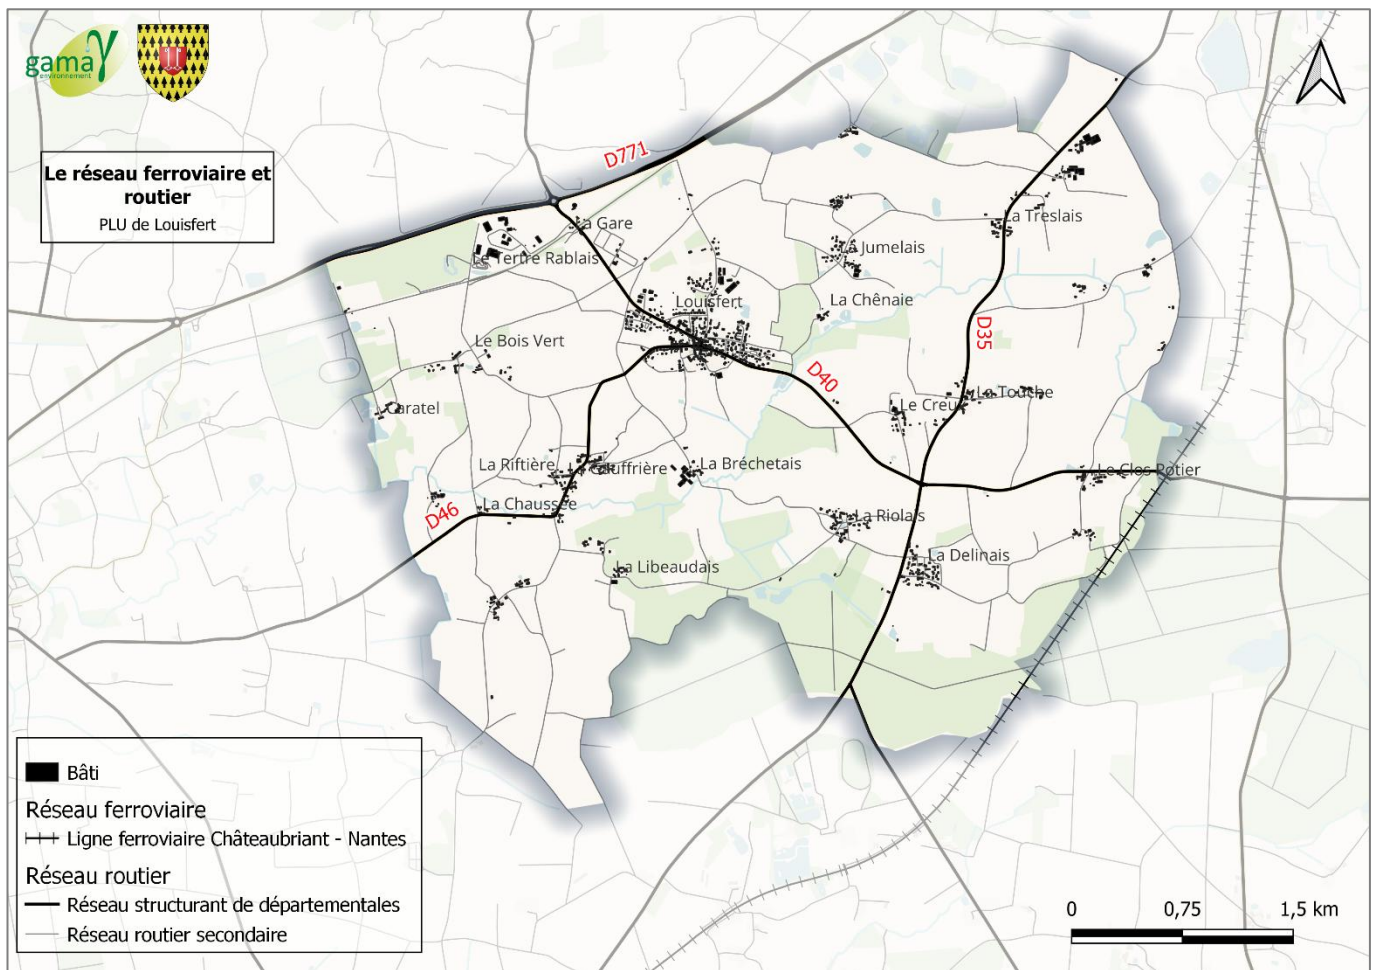 gama
environnement
Le réseau ferroviaire et
routier
PLU de Louisfert
D771
La Gare
Le Tertre Rablais
La Treslais
La Jumelais
Louisfert
La Chênaie
Le Bois Vert
D35
D40
Caratel
Le Creu
La Touche
La Riftière
La Bréchetais
Le Clos Potier
La Chaussée
D46
La Riolais
La Delinais
La Libeaudais
Bâti
Réseau ferroviaire
Ligne ferroviaire Châteaubriant - Nantes
Réseau routier
Réseau structurant de départementales
Réseau routier secondaire
0 0,75 1,5 km